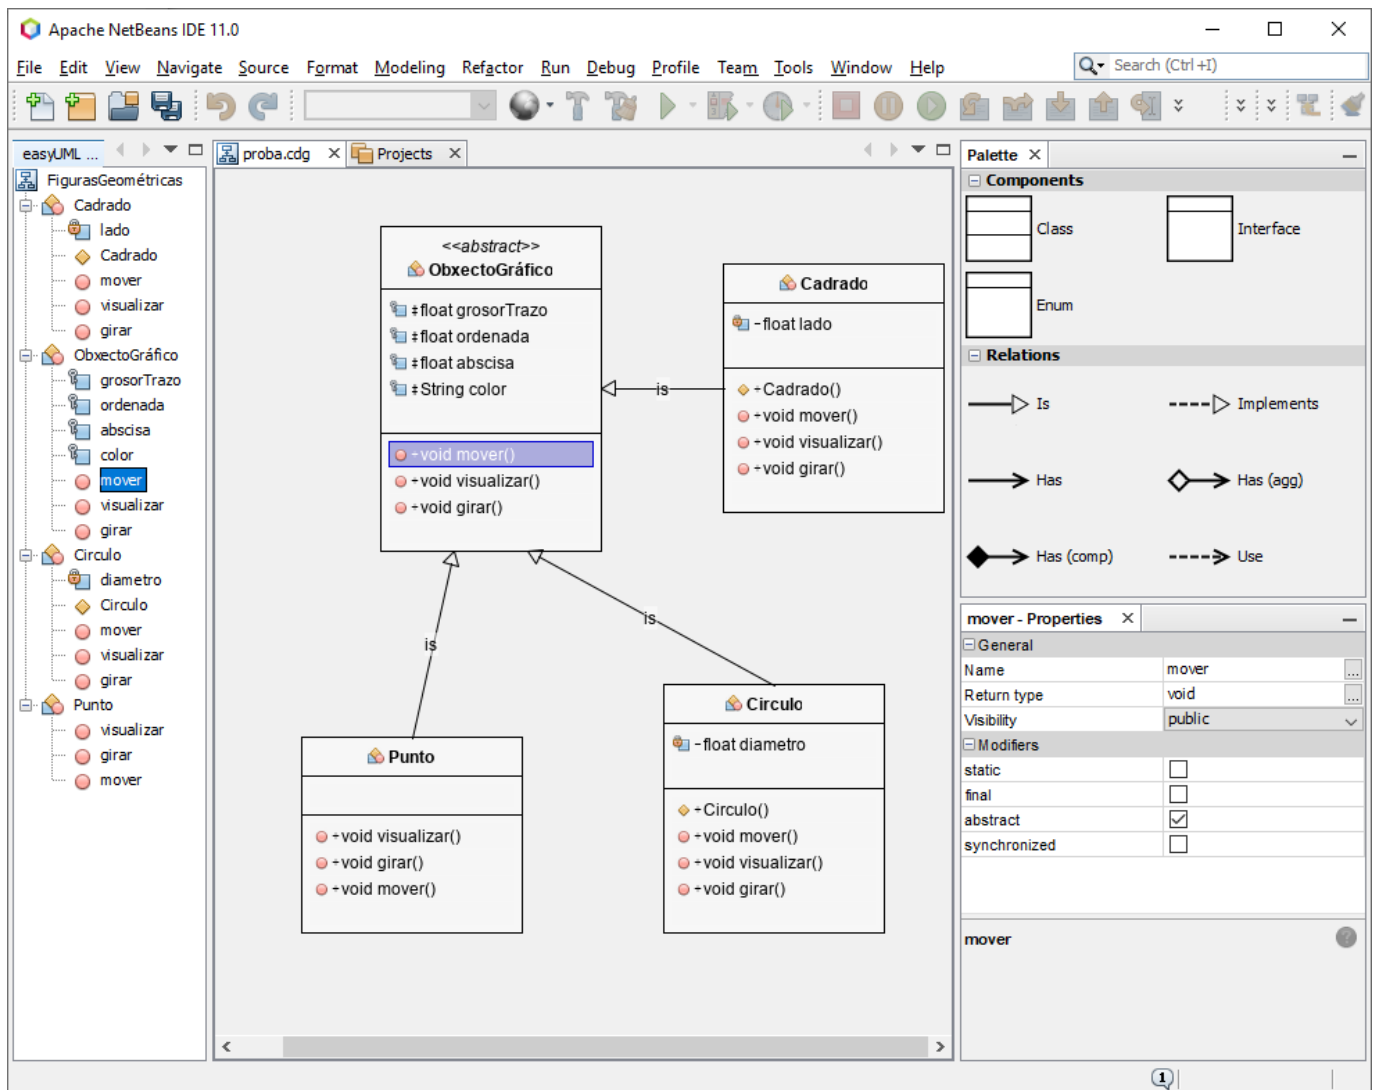 Apache NetBeans IDE 11.0
File Edit View Navigate Source Format Modeling Refactor Run Debug Profile Team Tools Window Help
Search (Ctrl+I)
easyUML ...
FigurasGeométricas
Cadrado
lado
Cadrado
mover
visualizar
girar
ObxectoGráfico
grosorTrazo
ordenada
abscisa
color
mover
visualizar
girar
Circulo
diametro
Circulo
mover
visualizar
girar
Punto
visualizar
girar
mover
proba.cdg
Projects
<<abstract>>
ObxectoGráfico
‡float grosorTrazo
‡float ordenada
‡float abscisa
‡String color
+void mover()
+void visualizar()
+void girar()
is
Cadrado
-float lado
+Cadrado()
+void mover()
+void visualizar()
+void girar()
is
is
Punto
+void visualizar()
+void girar()
+void mover()
Circulo
-float diametro
+Circulo()
+void mover()
+void visualizar()
+void girar()
Palette
Components
Class
Interface
Enum
Relations
Is
Implements
Has
Has (agg)
Has (comp)
Use
mover - Properties
General
Name mover ...
Return type void ...
Visibility public
Modifiers
static
final
abstract
synchronized
mover
?
1